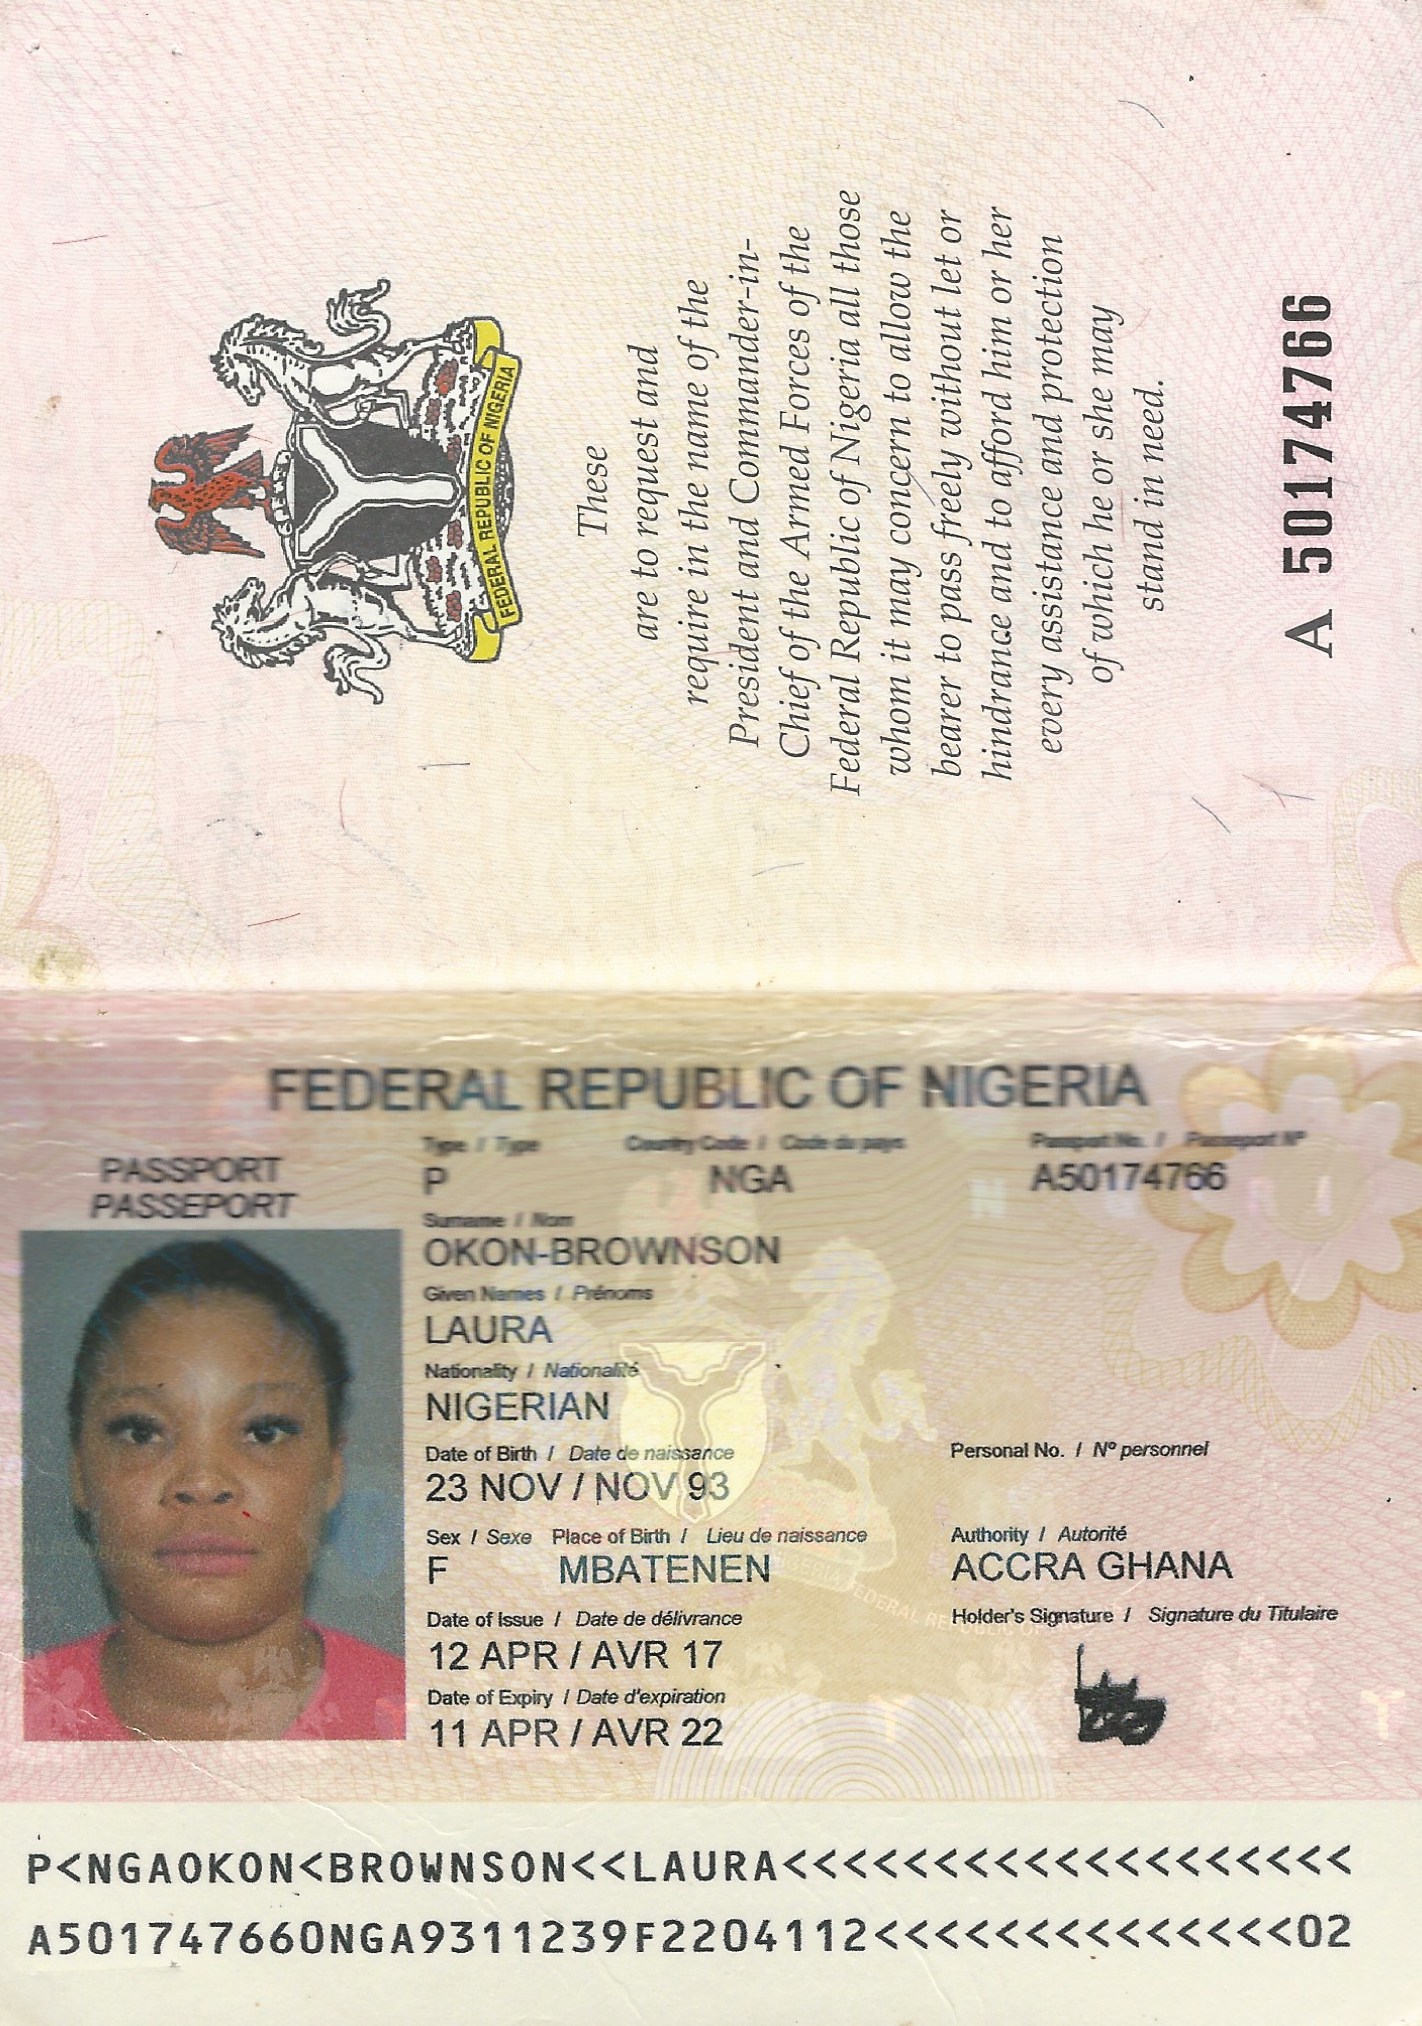 FEDERAL REPUBLIC OF NIGERIA
These
are to request and
require in the name of the
President and Commander-in-
Chief of the Armed Forces of the
Federal Republic of Nigeria all those
whom it may concern to allow the
bearer to pass freely without let or
hindrance and to afford him or her
every assistance and protection
of which he or she may
stand in need.
A 50174766
FEDERAL REPUBLIC OF NIGERIA
PASSPORT
PASSEPORT
Type / Type Country Code / Code du pays Passport No. / Passeport Nº
P NGA A50174766
Surname / Nom
OKON-BROWNSON
Given Names / Prénoms
LAURA
Nationality / Nationalité
NIGERIAN
Date of Birth / Date de naissance Personal No. / Nº personnel
23 NOV / NOV 93
Sex / Sexe Place of Birth / Lieu de naissance Authority / Autorité
F MBATENEN ACCRA GHANA
Date of Issue / Date de délivrance Holder's Signature / Signature du Titulaire
12 APR / AVR 17
Date of Expiry / Date d'expiration
11 APR / AVR 22
P<NGAOKON<BROWNSON<<LAURA<<<<<<<<<<<<<<<<<<<
A501747660NGA9311239F2204112<<<<<<<<<<<<<<02